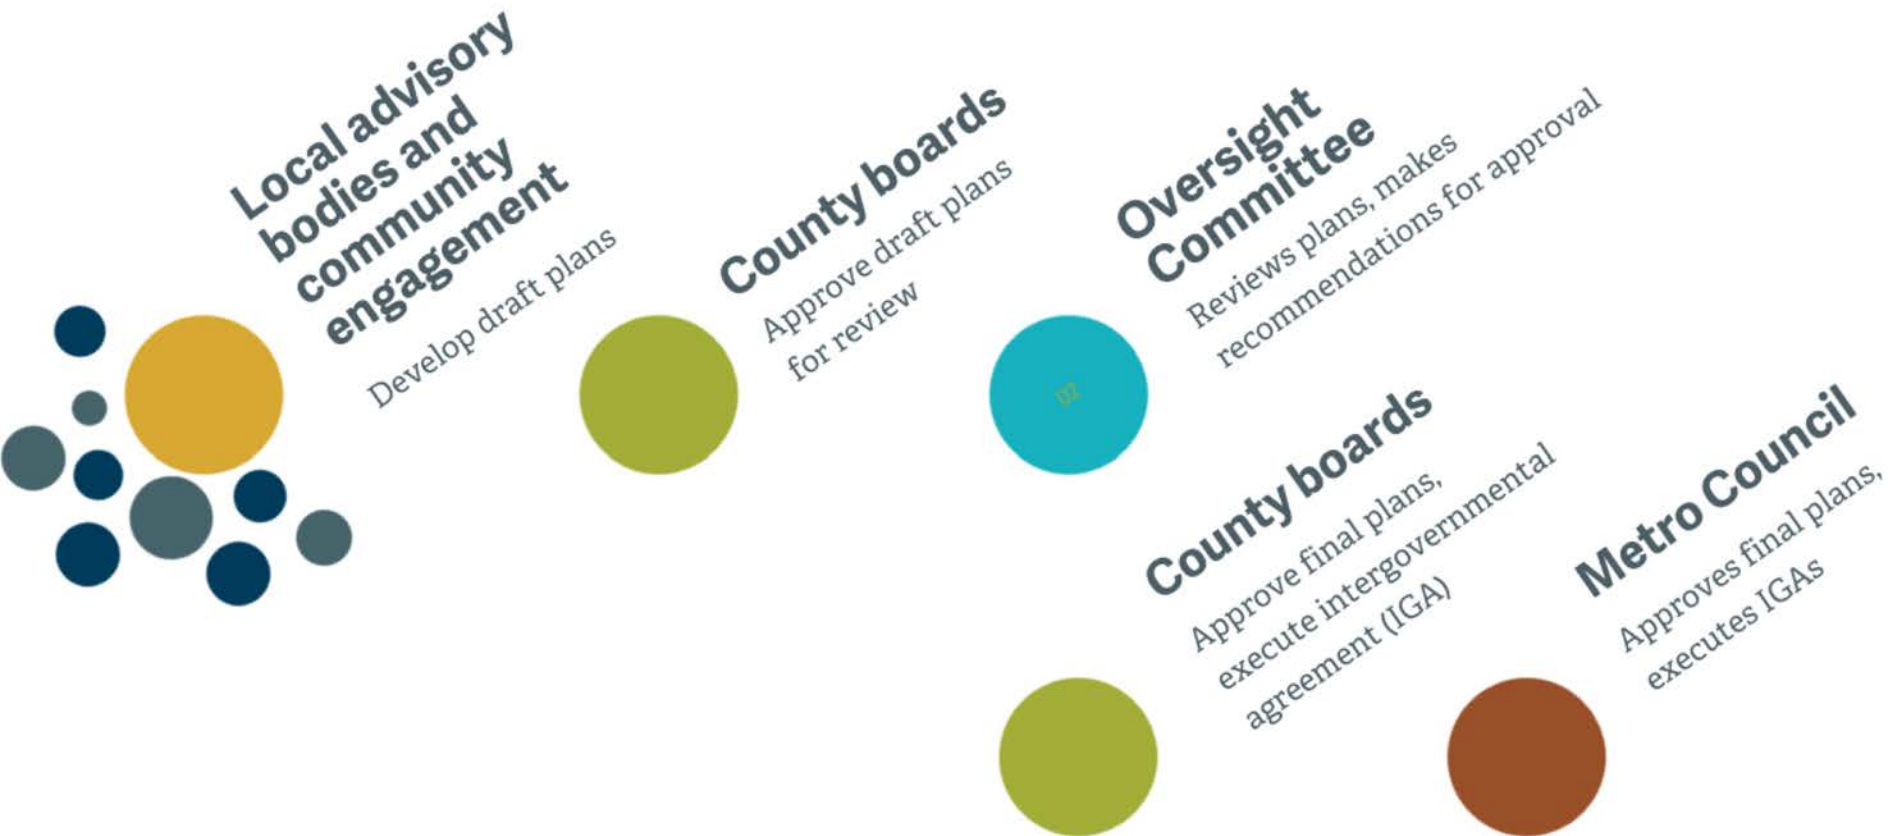 Local advisory
bodies and
community
engagement
Develop draft plans
County boards
Approve draft plans
for review
Oversight
Committee
Reviews plans, makes
recommendations for approval
02
County boards
Approve final plans,
execute intergovernmental
agreement (IGA)
Metro Council
Approves final plans,
executes IGAs